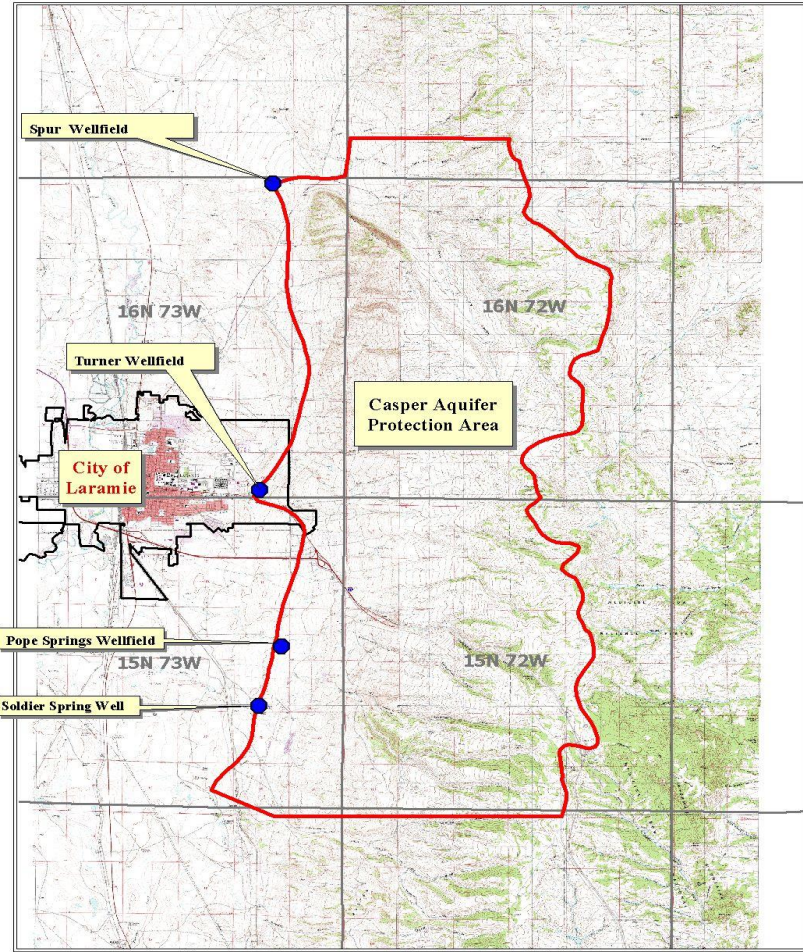 Spur Wellfield
16N 73W
16N 72W
Turner Wellfield
Casper Aquifer
Protection Area
City of
Laramie
Pope Springs Wellfield
15N 73W
15N 72W
Soldier Spring Well